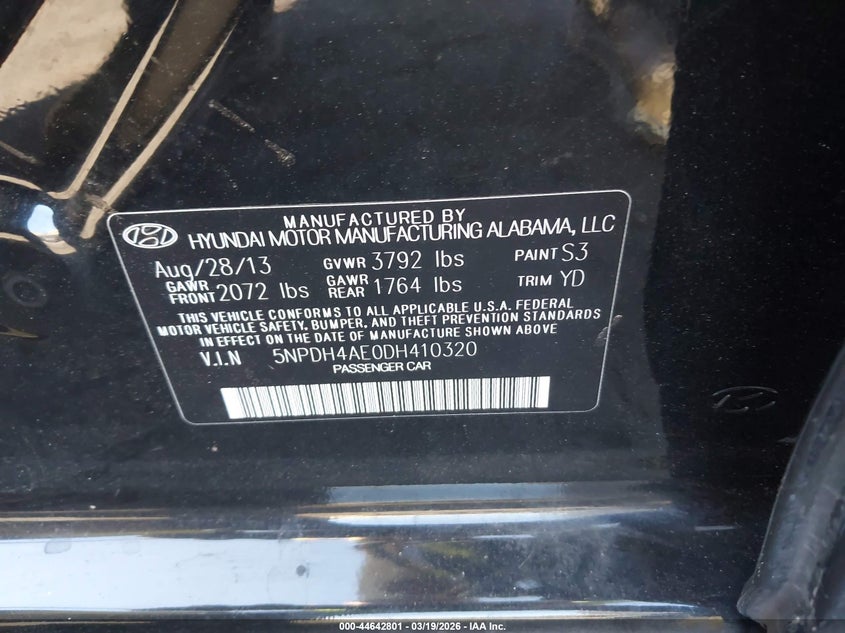 MANUFACTURED BY
HYUNDAI MOTOR MANUFACTURING ALABAMA, LLC
Aug/28/13 GVWR 3792 lbs PAINT S3
GAWR FRONT 2072 lbs GAWR REAR 1764 lbs TRIM YD
THIS VEHICLE CONFORMS TO ALL APPLICABLE U.S.A. FEDERAL
MOTOR VEHICLE SAFETY, BUMPER, AND THEFT PREVENTION STANDARDS
IN EFFECT ON THE DATE OF MANUFACTURE SHOWN ABOVE
V.I.N 5NPDH4AE0DH410320
PASSENGER CAR
000-44642801 - 03/19/2026 - IAA Inc.